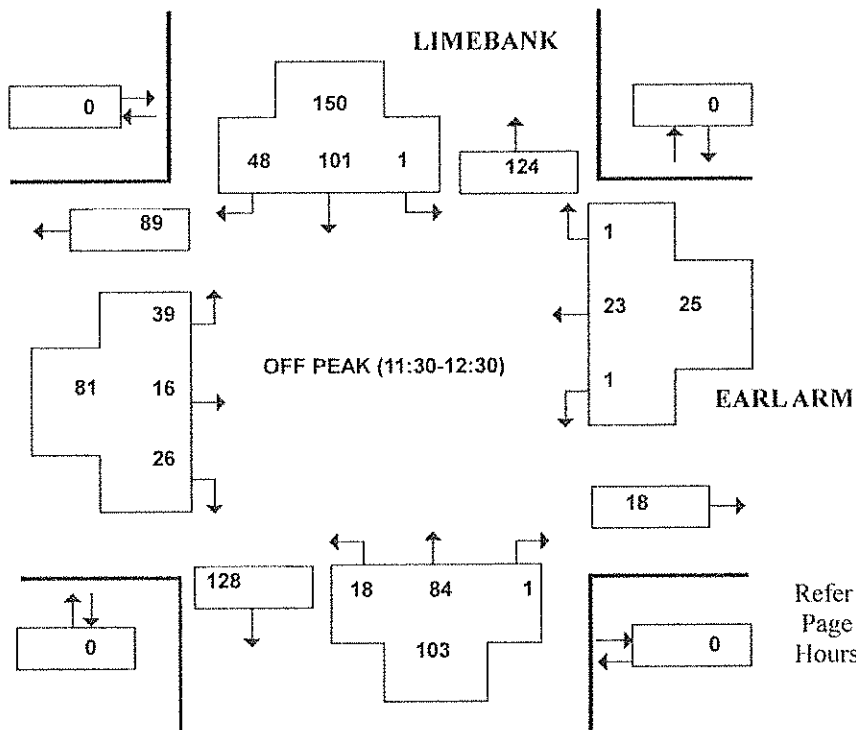 LIMEBANK
0
150
0
48 101 1
124
89
1
39
23 25
OFF PEAK (11:30-12:30)
81 16
1
EARL ARM
26
18
128
18 84 1
Refer
Page
0
103
0
Hours